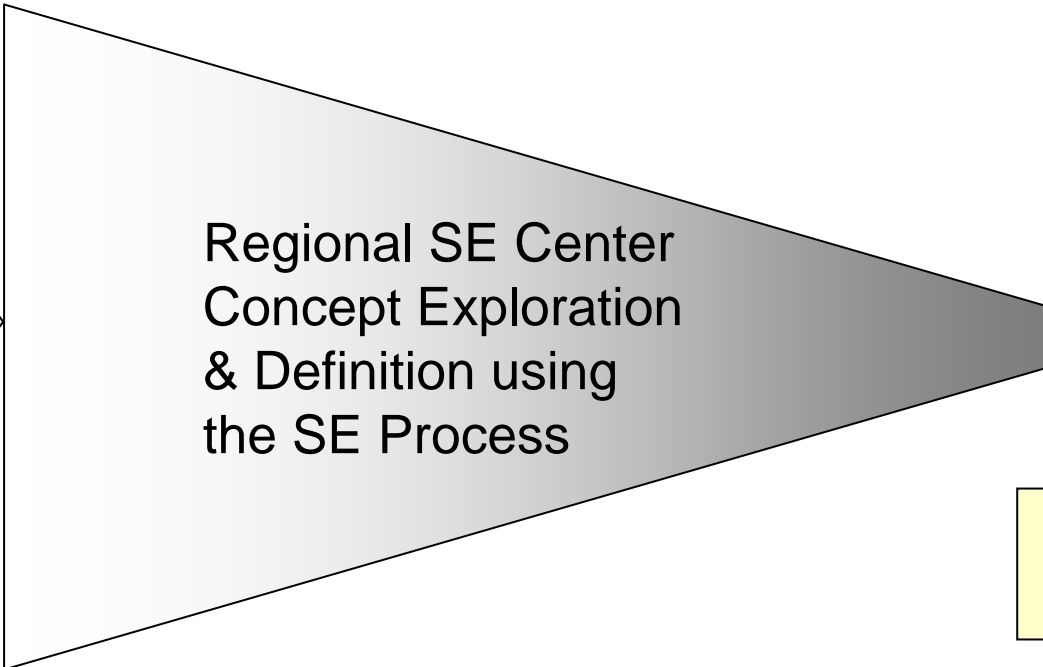 Regional SE Center
Concept Exploration
& Definition using
the SE Process